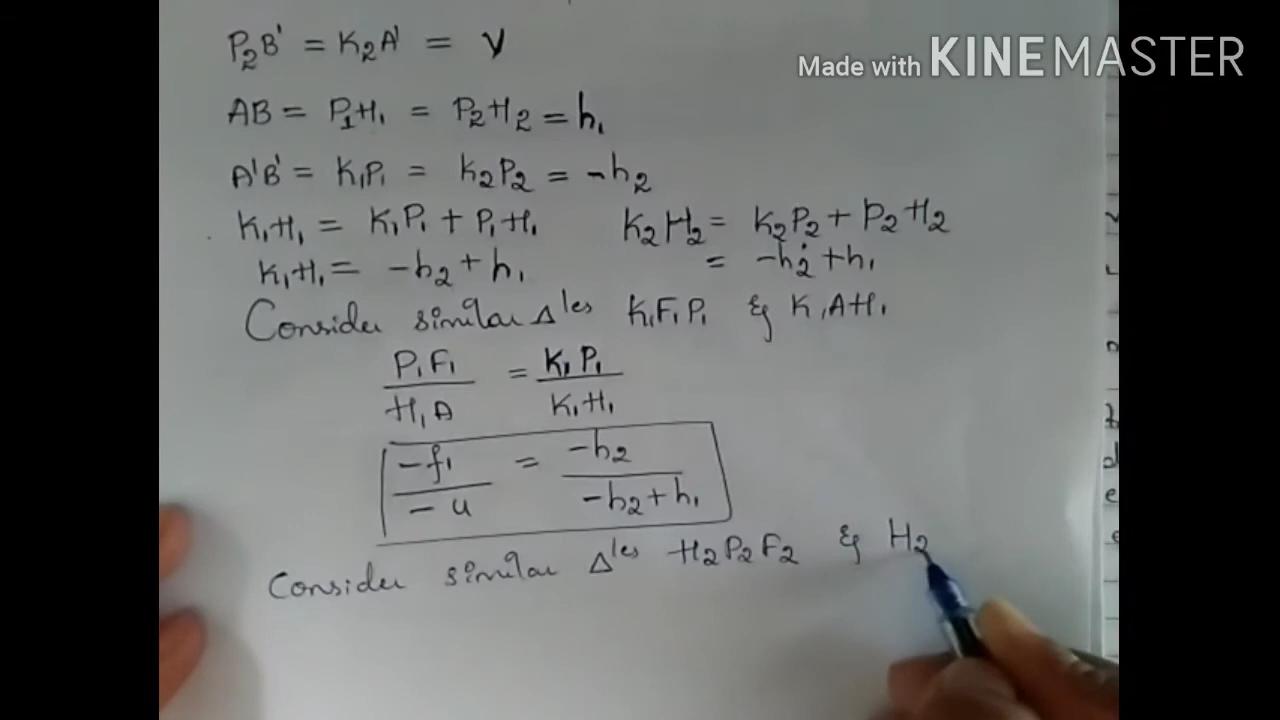 Made with KINEMASTER
P₂B' = K₂A' = V
AB = P₁H₁ = P₂H₂ = h₁
A'B' = K₁P₁ = K₂P₂ = -h₂
K₁H₁ = K₁P₁ + P₁H₁ K₂H₂ = K₂P₂ + P₂H₂
K₁H₁ = -h₂ + h₁ = -h₂ + h₁
Consider similar Δles K₁F₁P₁ & K₁AH₁
P₁F₁ / H₁A = K₁P₁ / K₁H₁
-f₁ / -u = -h₂ / -h₂ + h₁
Consider similar Δles H₂P₂F₂ & H₂